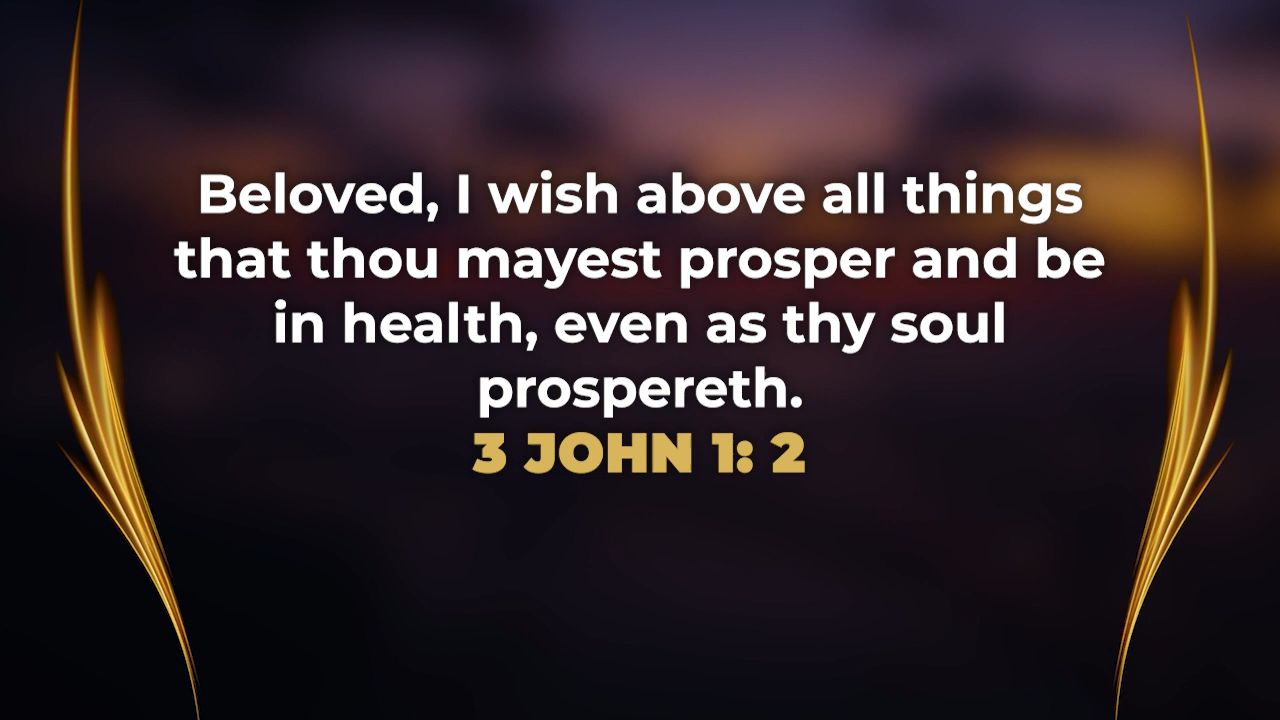 Beloved, I wish above all things
that thou mayest prosper and be
in health, even as thy soul
prospereth.
3 JOHN 1: 2